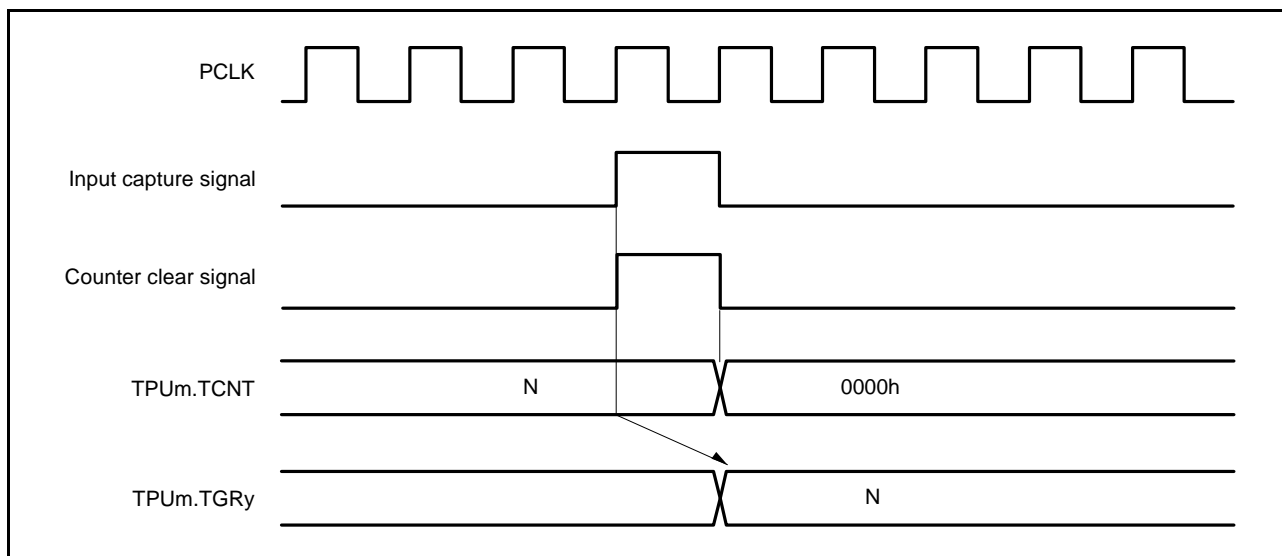 PCLK
Input capture signal
Counter clear signal
TPUm.TCNT
N
0000h
TPUm.TGRy
N